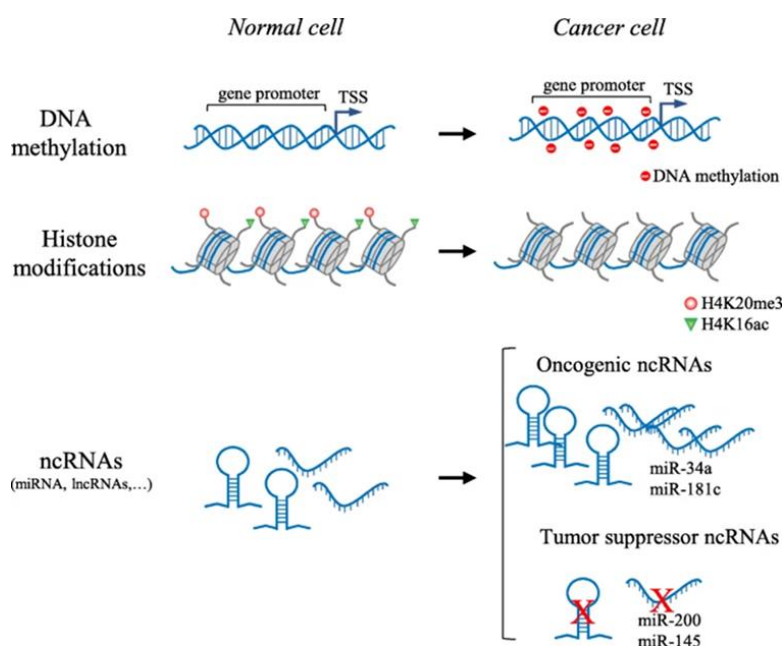 Normal cell
Cancer cell
DNA
methylation
gene promoter
TSS
gene promoter
TSS
DNA methylation
Histone
modifications
H4K20me3
H4K16ac
ncRNAs
(miRNA, lncRNAs,...)
Oncogenic ncRNAs
miR-34a
miR-181c
Tumor suppressor ncRNAs
X
X
miR-200
miR-145